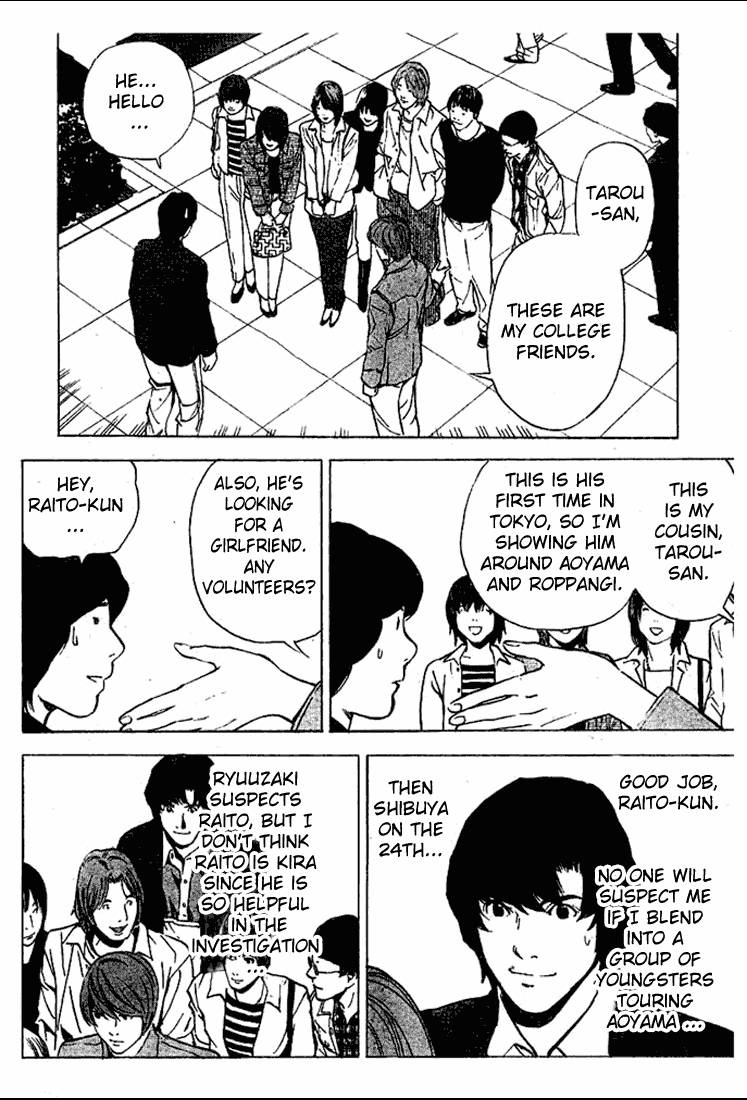 TAROU
-SAN,
THESE ARE
MY COLLEGE
FRIENDS.
HE...
HELLO
...
THIS
IS MY
COUSIN,
TAROU-
SAN.
THIS IS HIS
FIRST TIME IN
TOKYO, SO I'M
SHOWING HIM
AROUND AOYAMA
AND ROPPANGI.
ALSO, HE'S
LOOKING
FOR A
GIRLFRIEND.
ANY
VOLUNTEERS?
HEY,
RAITO-KUN
...
GOOD JOB,
RAITO-KUN.
NO ONE WILL
SUSPECT ME
IF I BLEND
INTO A
GROUP OF
YOUNGSTERS
TOURING
AOYAMA ...
THEN
SHIBUYA
ON THE
24TH...
RYUUZAKI
SUSPECTS
RAITO, BUT I
DON'T THINK
RAITO IS KIRA
SINCE HE IS
SO HELPFUL
IN THE
INVESTIGATION
...